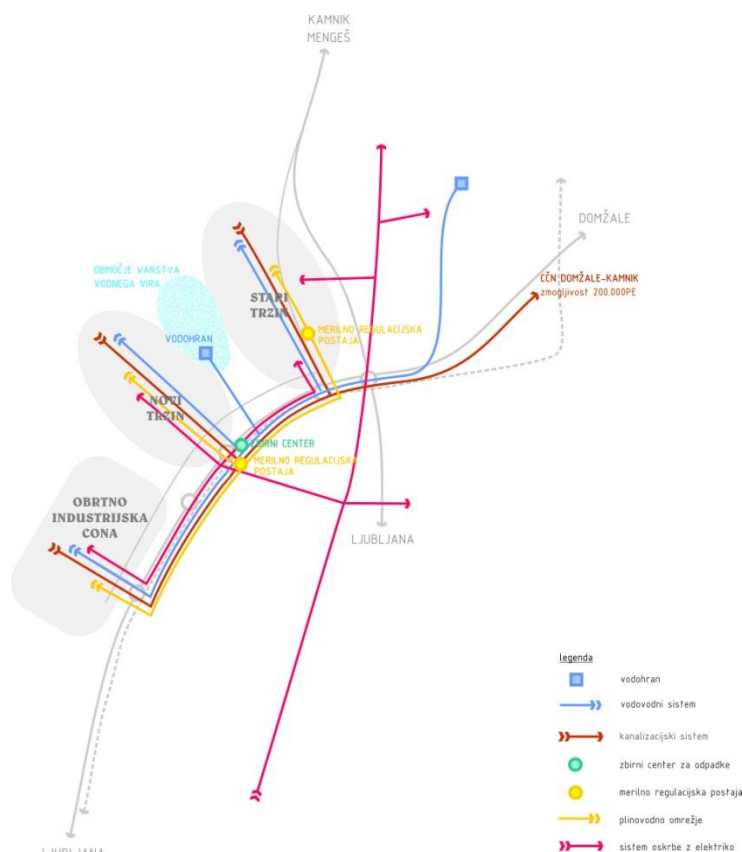 KAMNIK
MENGEŠ
DOMŽALE
OBMOČJE VARSTVA
VODNEGA VIRA
ČČN DOMŽALE-KAMNIK
zmogljivost 200.000PE
STARI
TRZIN
MERILNO REGULACIJSKA
POSTAJA
VODOHRAN
NOVI
TRZIN
ZBIRNI CENTER
MERILNO REGULACIJSKA
POSTAJA
OBRTNO
INDUSTRIJSKA
CONA
LJUBLJANA
legenda
vodohran
vodovodni sistem
kanalizacijski sistem
zbirni center za odpadke
merilno regulacijska postaja
plinovodno omrežje
sistem oskrbe z elektriko
LJUBLJANA